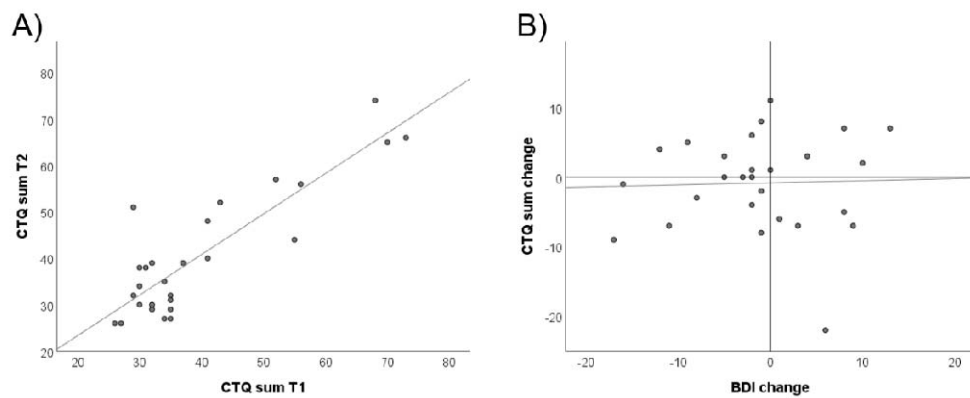 A)
80
70
60
50
40
30
20
CTQ sum T2
20 30 40 50 60 70 80
CTQ sum T1
B)
10
0
-10
-20
CTQ sum change
-20 -10 0 10 20
BDI change